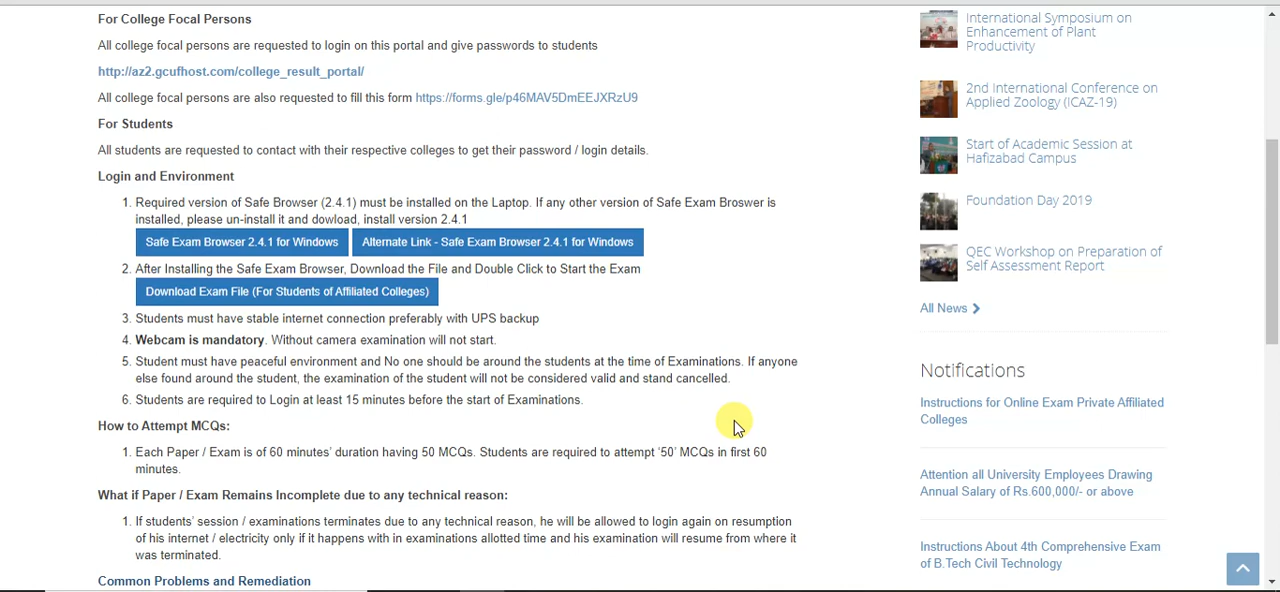 For College Focal Persons
All college focal persons are requested to login on this portal and give passwords to students
http://az2.gcufhost.com/college_result_portal/
All college focal persons are also requested to fill this form https://forms.gle/p46MAV5DmEEJXRzU9
For Students
All students are requested to contact with their respective colleges to get their password / login details.
Login and Environment
1. Required version of Safe Browser (2.4.1) must be installed on the Laptop. If any other version of Safe Exam Broswer is
installed, please un-install it and dowload, install version 2.4.1
Safe Exam Browser 2.4.1 for Windows
Alternate Link - Safe Exam Browser 2.4.1 for Windows
2. After Installing the Safe Exam Browser, Download the File and Double Click to Start the Exam
Download Exam File (For Students of Affiliated Colleges)
3. Students must have stable internet connection preferably with UPS backup
4. Webcam is mandatory. Without camera examination will not start.
5. Student must have peaceful environment and No one should be around the students at the time of Examinations. If anyone
else found around the student, the examination of the student will not be considered valid and stand cancelled.
6. Students are required to Login at least 15 minutes before the start of Examinations.
How to Attempt MCQs:
1. Each Paper / Exam is of 60 minutes' duration having 50 MCQs. Students are required to attempt '50' MCQs in first 60
minutes.
What if Paper / Exam Remains Incomplete due to any technical reason:
1. If students' session / examinations terminates due to any technical reason, he will be allowed to login again on resumption
of his internet / electricity only if it happens with in examinations allotted time and his examination will resume from where it
was terminated.
Common Problems and Remediation
International Symposium on
Enhancement of Plant
Productivity
2nd International Conference on
Applied Zoology (ICAZ-19)
Start of Academic Session at
Hafizabad Campus
Foundation Day 2019
QEC Workshop on Preparation of
Self Assessment Report
All News
Notifications
Instructions for Online Exam Private Affiliated
Colleges
Attention all University Employees Drawing
Annual Salary of Rs.600,000/- or above
Instructions About 4th Comprehensive Exam
of B.Tech Civil Technology